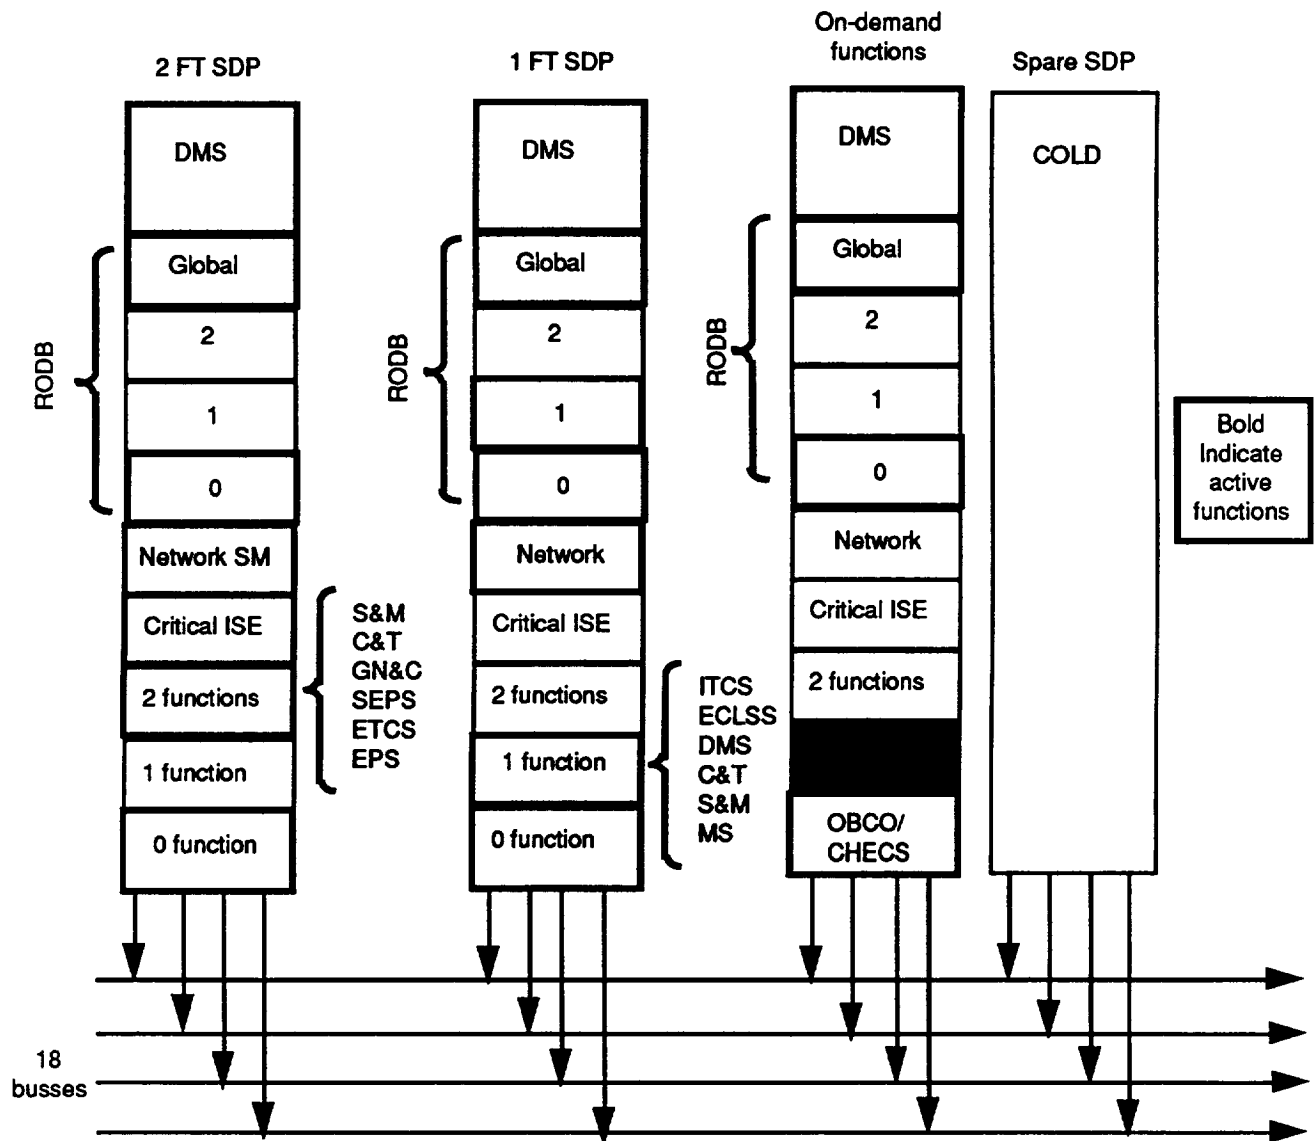 2 FT SDP
1 FT SDP
On-demand
functions
Spare SDP
DMS
Global
2
1
0
RODB
Network SM
Critical ISE
2 functions
1 function
0 function
S&M
C&T
GN&C
SEPS
ETCS
EPS
DMS
Global
2
1
0
RODB
Network
Critical ISE
2 functions
1 function
0 function
ITCS
ECLSS
DMS
C&T
S&M
MS
DMS
Global
2
1
0
RODB
Network
Critical ISE
2 functions
OBCO/
CHECS
COLD
Bold
Indicate
active
functions
18
busses